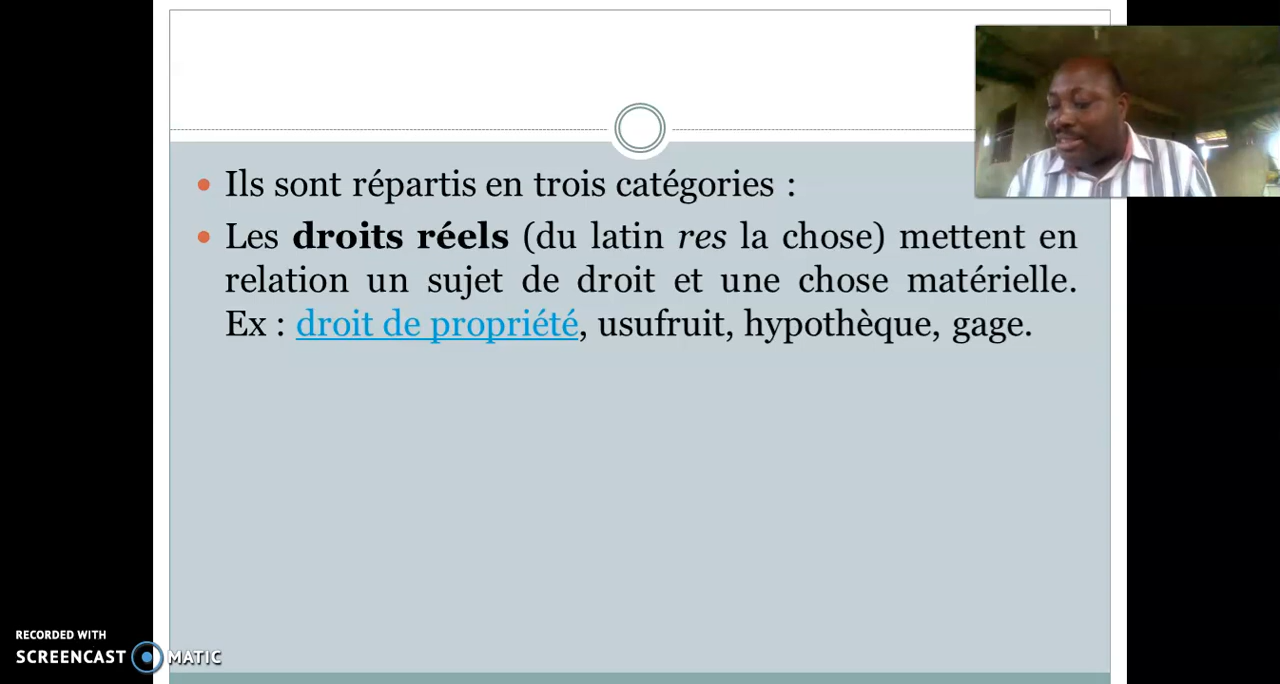 Ils sont répartis en trois catégories :
Les droits réels (du latin res la chose) mettent en
relation un sujet de droit et une chose matérielle.
Ex : droit de propriété, usufruit, hypothèque, gage.
RECORDED WITH
SCREENCAST MATIC